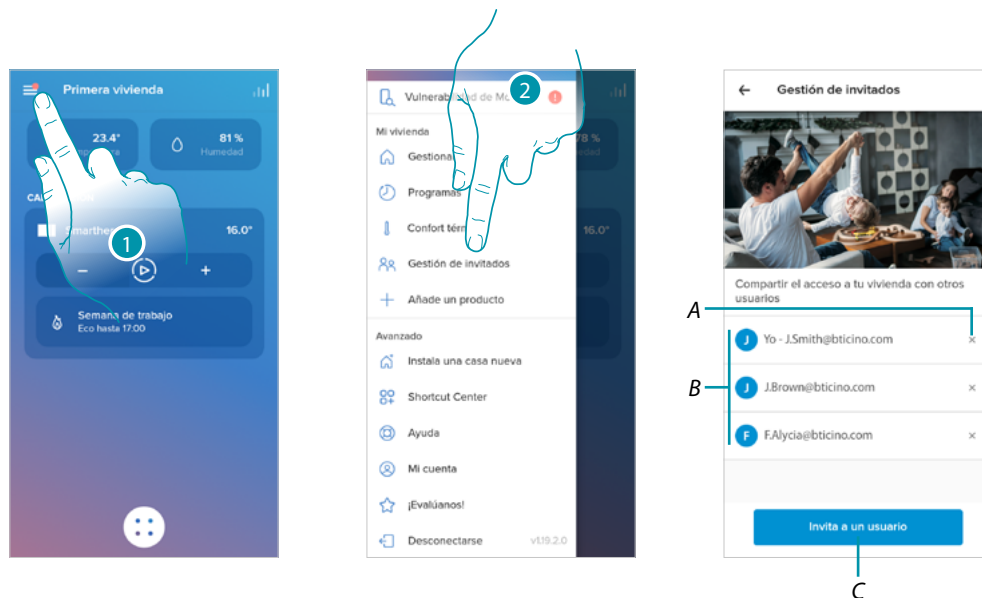 Primera vivienda
23.4°
81 %
Humedad
16.0°
−
+
Semana de trabajo
Eco hasta 17:00
1
Vulnerabilidad de
2
!
Mi vivienda
78 %
Programas
Confort
16.0°
Gestión de invitados
Añade un producto
Avanzado
Instala una casa nueva
Shortcut Center
Ayuda
Mi cuenta
¡Evalúanos!
Desconectarse
v1.19.2.0
Gestión de invitados
Compartir el acceso a tu vivienda con otros
usuarios
A
J Yo - J.Smith@bticino.com ×
B
J J.Brown@bticino.com ×
F F.Alycia@bticino.com ×
Invita a un usuario
C